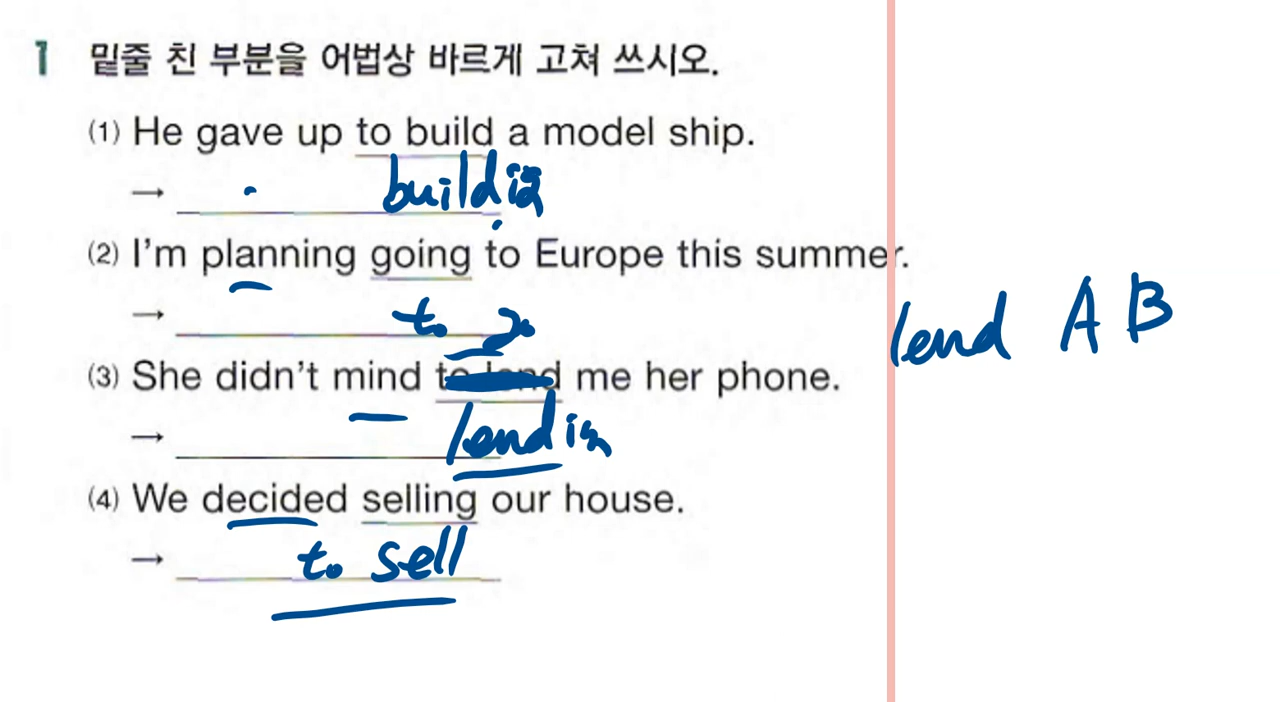 1 밑줄 친 부분을 어법상 바르게 고쳐 쓰시오.
(1) He gave up to build a model ship.
→ building
(2) I'm planning going to Europe this summer.
→ to go
lend A B
(3) She didn't mind to lend me her phone.
→ lending
(4) We decided selling our house.
→ to sell